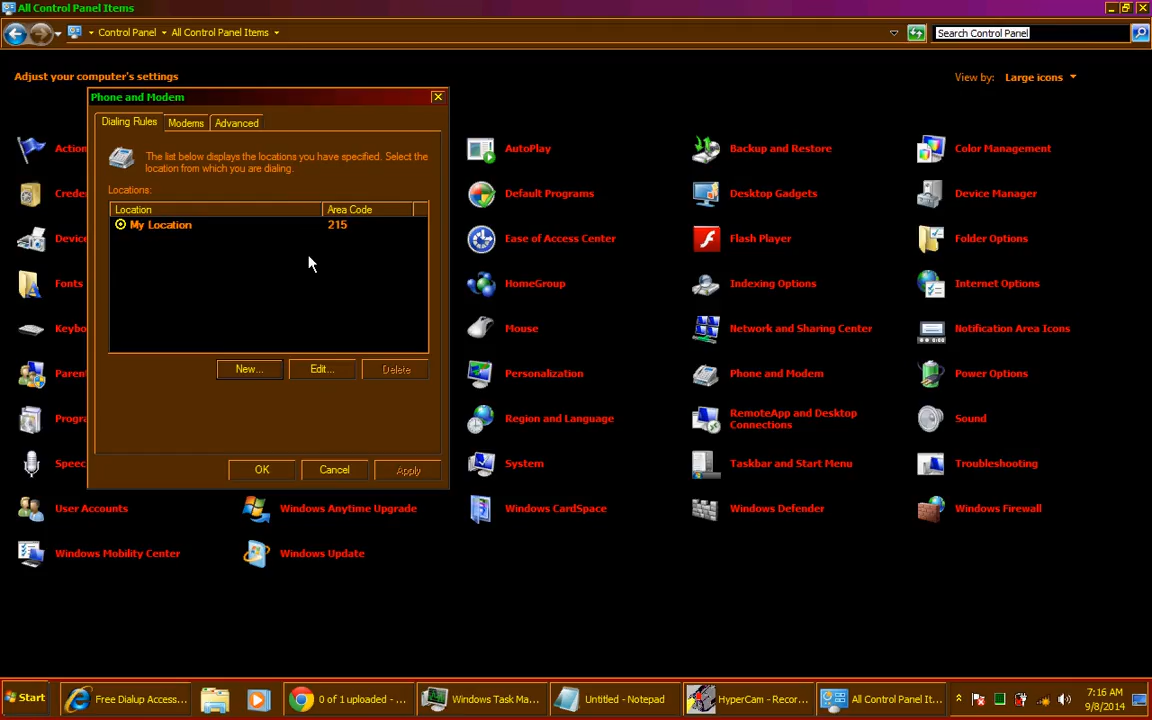 All Control Panel Items
Control Panel
All Control Panel Items
Search Control Panel
Adjust your computer's settings
View by: Large icons
Phone and Modem
Dialing Rules
Modems
Advanced
The list below displays the locations you have specified. Select the
location from which you are dialing.
Locations:
Location Area Code
My Location 215
New... Edit... Delete
OK Cancel Apply
AutoPlay
Backup and Restore
Color Management
Default Programs
Desktop Gadgets
Device Manager
Ease of Access Center
Flash Player
Folder Options
Fonts
HomeGroup
Indexing Options
Internet Options
Mouse
Network and Sharing Center
Notification Area Icons
Personalization
Phone and Modem
Power Options
Region and Language
RemoteApp and Desktop
Connections
Sound
System
Taskbar and Start Menu
Troubleshooting
User Accounts
Windows Anytime Upgrade
Windows CardSpace
Windows Defender
Windows Firewall
Windows Mobility Center
Windows Update
Start
Free Dialup Access...
0 of 1 uploaded - ...
Windows Task Ma...
Untitled - Notepad
HyperCam - Recor...
All Control Panel It...
7:16 AM
9/8/2014